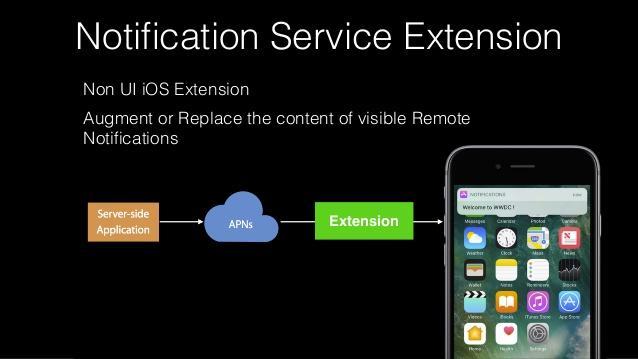 Notification Service Extension
Non UI iOS Extension
Augment or Replace the content of visible Remote
Notifications
Server-side
Application
APNs
Extension
NOTIFICATIONS now
Welcome to WWDC !
Messages Calendar Photos Camera
Weather Clock Maps News
Wallet Notes Reminders Stocks
Videos iBooks iTunes Store App Store
Home Health Settings